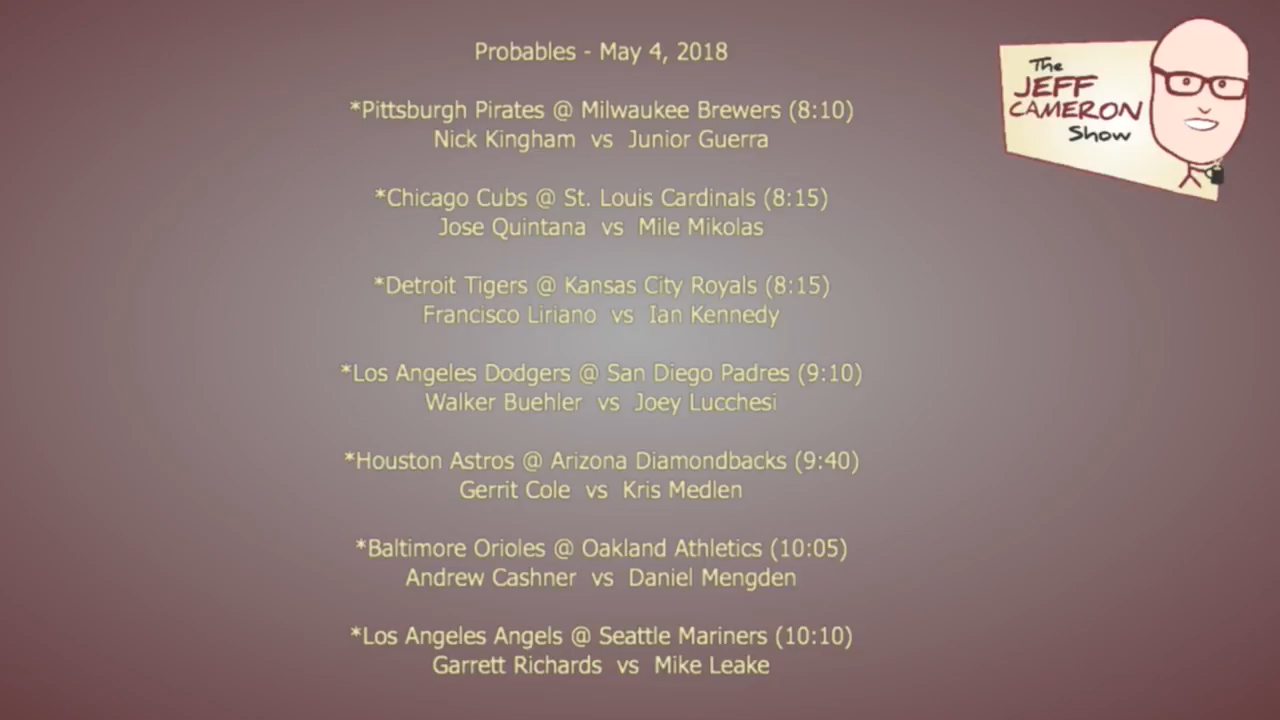 Probables - May 4, 2018
*Pittsburgh Pirates @ Milwaukee Brewers (8:10)
Nick Kingham vs Junior Guerra
*Chicago Cubs @ St. Louis Cardinals (8:15)
Jose Quintana vs Mile Mikolas
*Detroit Tigers @ Kansas City Royals (8:15)
Francisco Liriano vs Ian Kennedy
*Los Angeles Dodgers @ San Diego Padres (9:10)
Walker Buehler vs Joey Lucchesi
*Houston Astros @ Arizona Diamondbacks (9:40)
Gerrit Cole vs Kris Medlen
*Baltimore Orioles @ Oakland Athletics (10:05)
Andrew Cashner vs Daniel Mengden
*Los Angeles Angels @ Seattle Mariners (10:10)
Garrett Richards vs Mike Leake
The
JEFF
CAMERON
Show